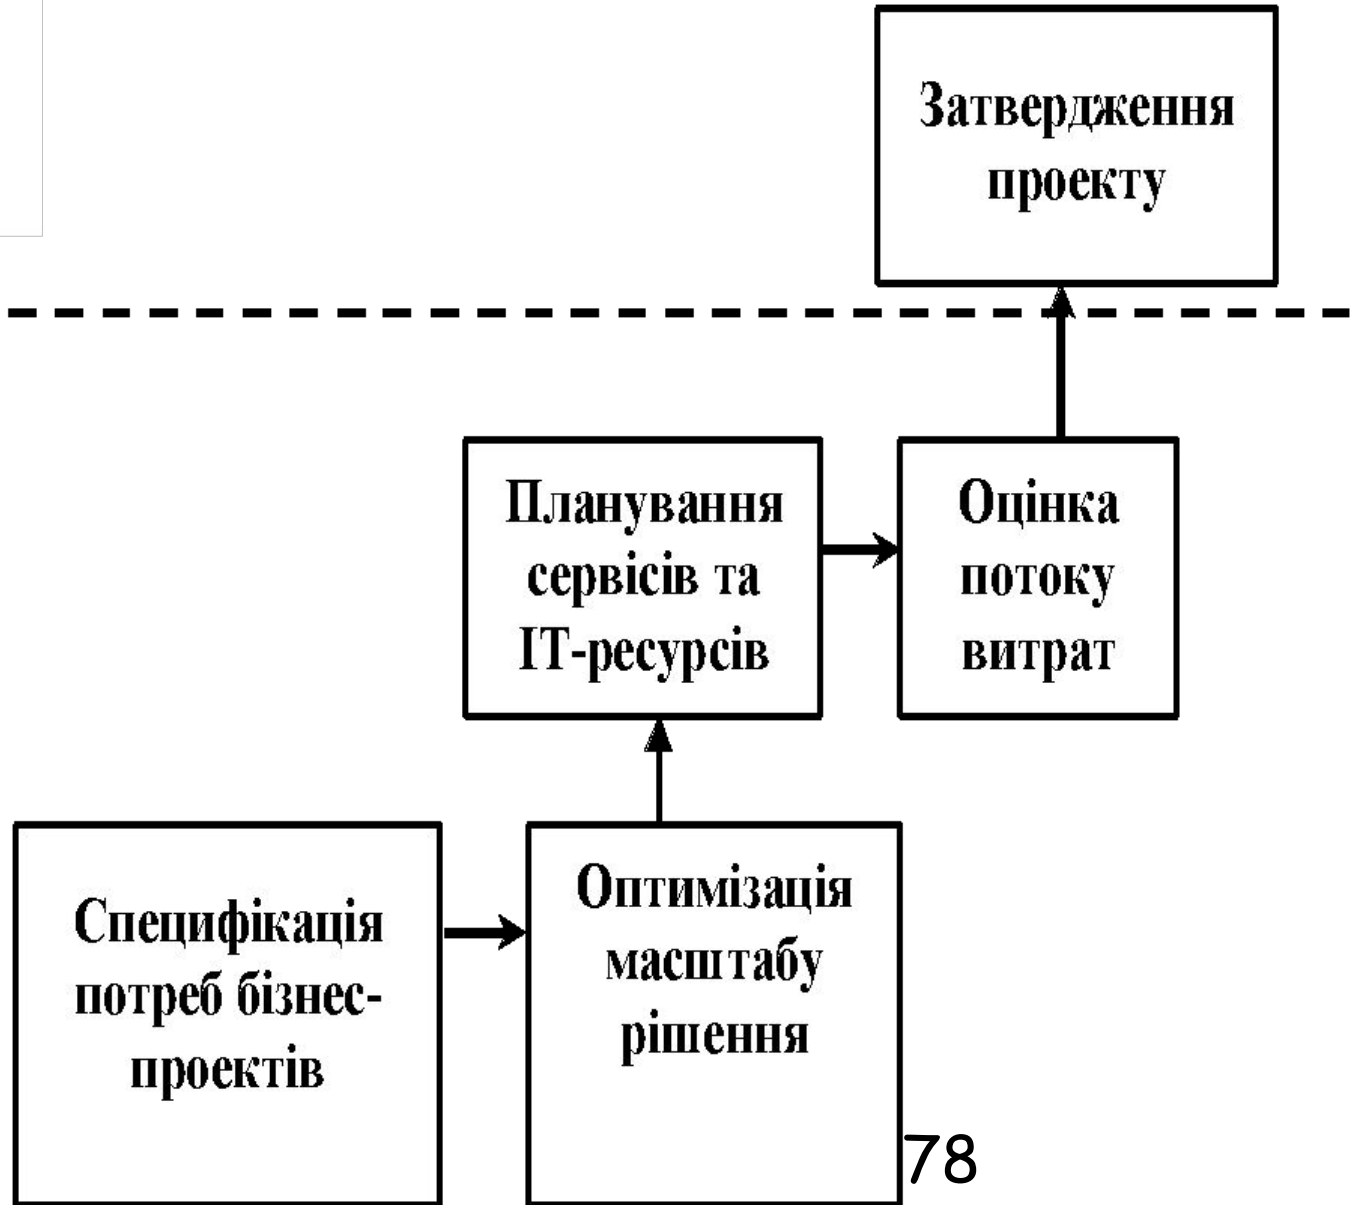 Затвердження
проекту
Планування
сервісів та
ІТ-ресурсів
Оцінка
потоку
витрат
Специфікація
потреб бізнес-
проектів
Оптимізація
масштабу
рішення
78